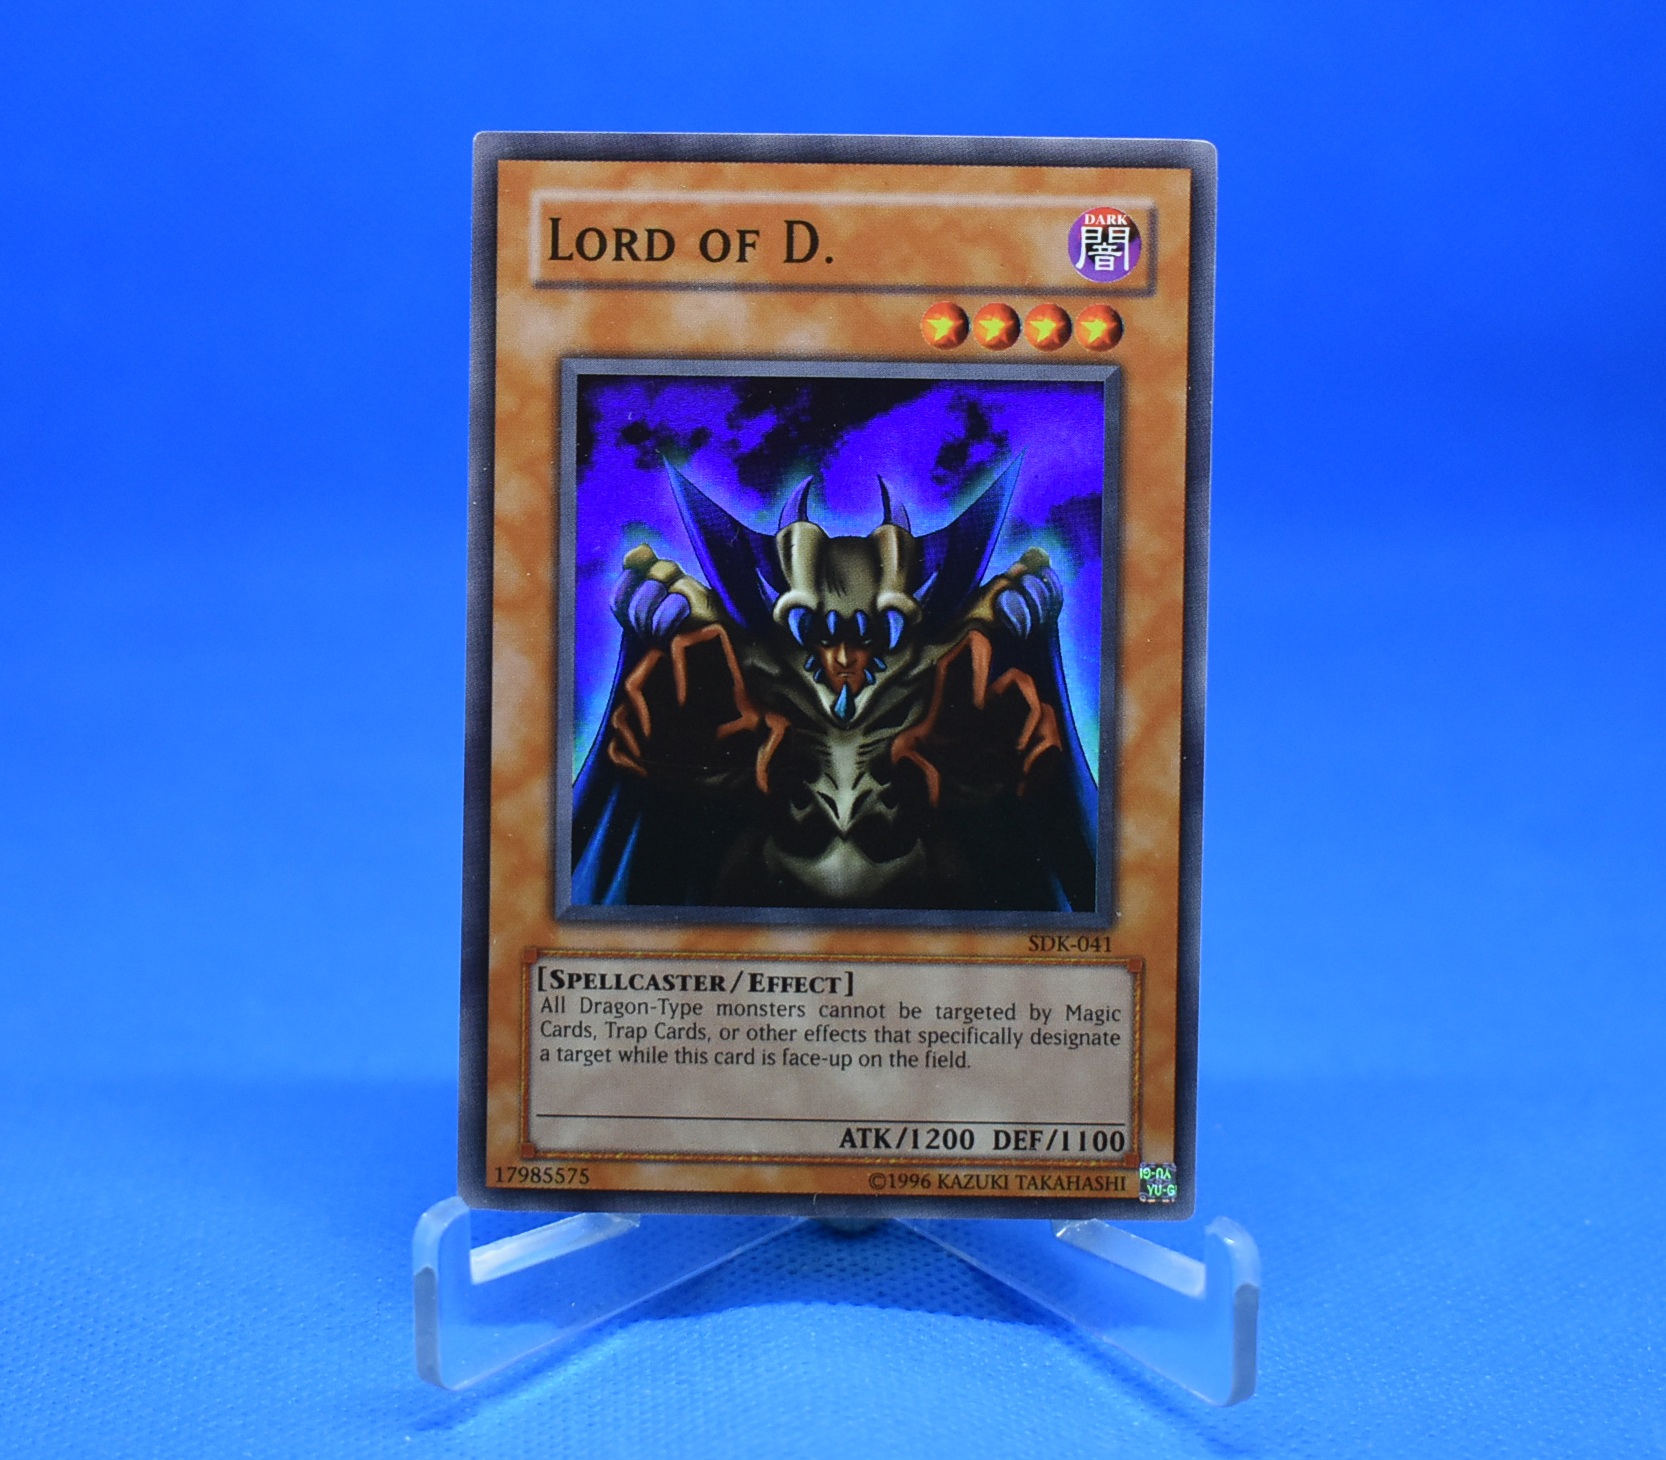 LORD OF D.
DARK
闇
SDK-041
[SPELLCASTER/EFFECT]
All Dragon-Type monsters cannot be targeted by Magic
Cards, Trap Cards, or other effects that specifically designate
a target while this card is face-up on the field.
ATK/1200 DEF/1100
17985575
©1996 KAZUKI TAKAHASHI
YU-G
YU-G